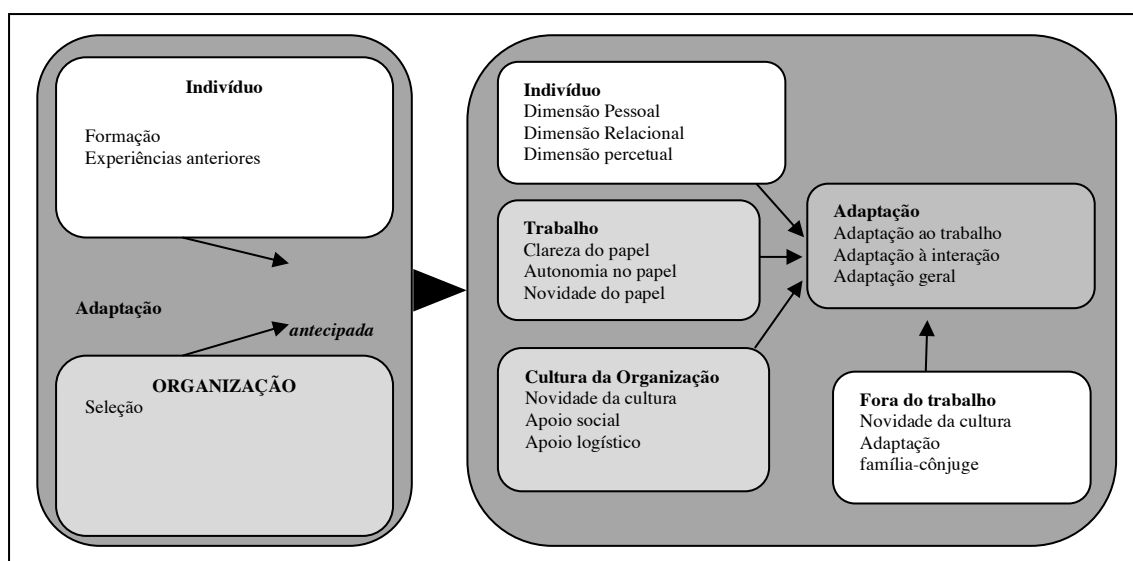 Indivíduo
Formação
Experiências anteriores
Adaptação
antecipada
ORGANIZAÇÃO
Seleção
Indivíduo
Dimensão Pessoal
Dimensão Relacional
Dimensão percetual
Trabalho
Clareza do papel
Autonomia no papel
Novidade do papel
Cultura da Organização
Novidade da cultura
Apoio social
Apoio logístico
Adaptação
Adaptação ao trabalho
Adaptação à interação
Adaptação geral
Fora do trabalho
Novidade da cultura
Adaptação
família-cônjuge